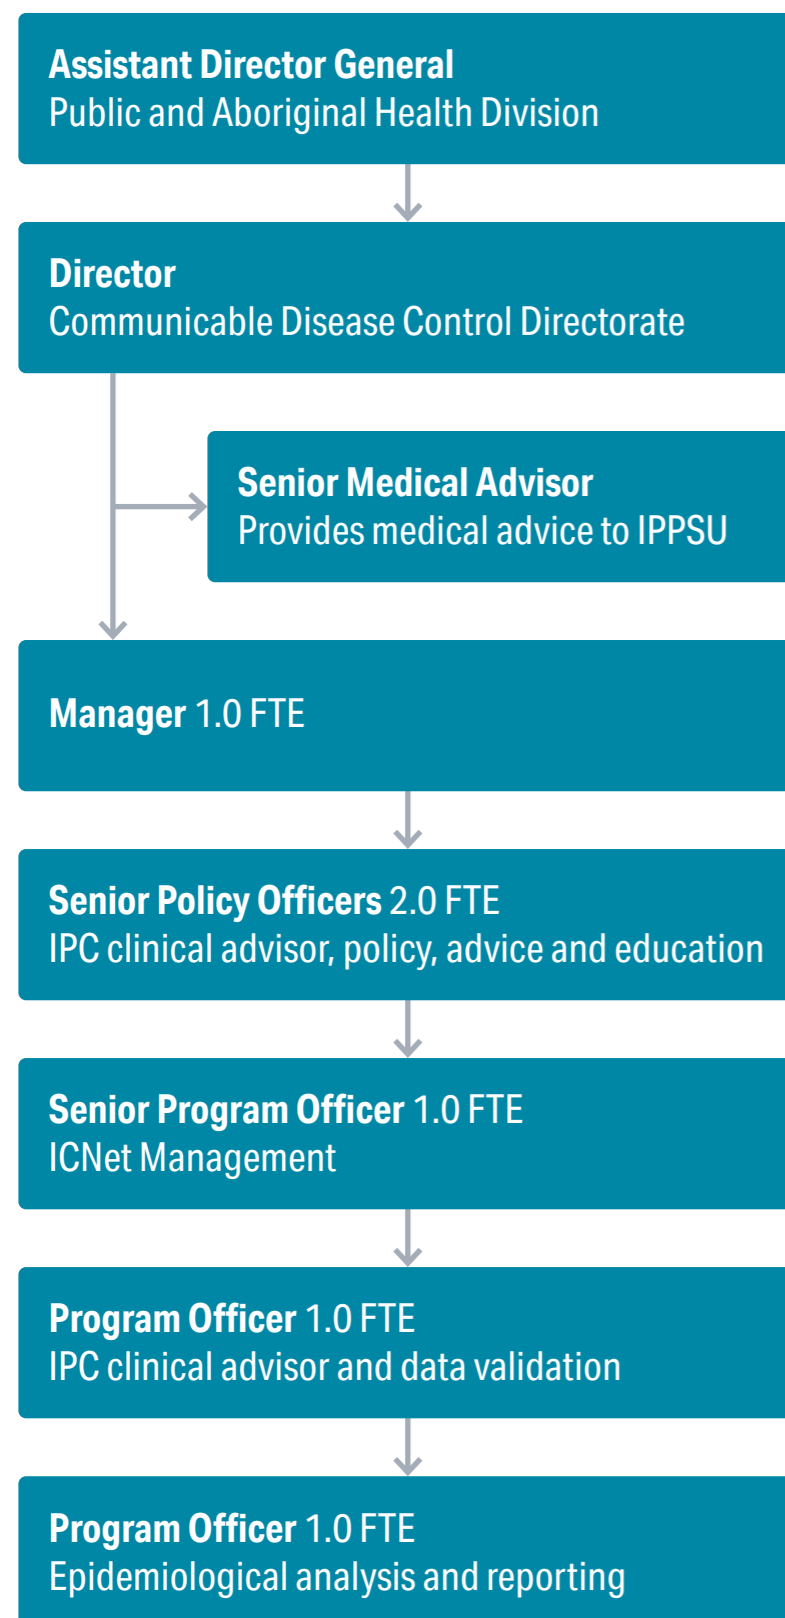 Assistant Director General
Public and Aboriginal Health Division
Director
Communicable Disease Control Directorate
Senior Medical Advisor
Provides medical advice to IPPSU
Manager 1.0 FTE
Senior Policy Officers 2.0 FTE
IPC clinical advisor, policy, advice and education
Senior Program Officer 1.0 FTE
ICNet Management
Program Officer 1.0 FTE
IPC clinical advisor and data validation
Program Officer 1.0 FTE
Epidemiological analysis and reporting